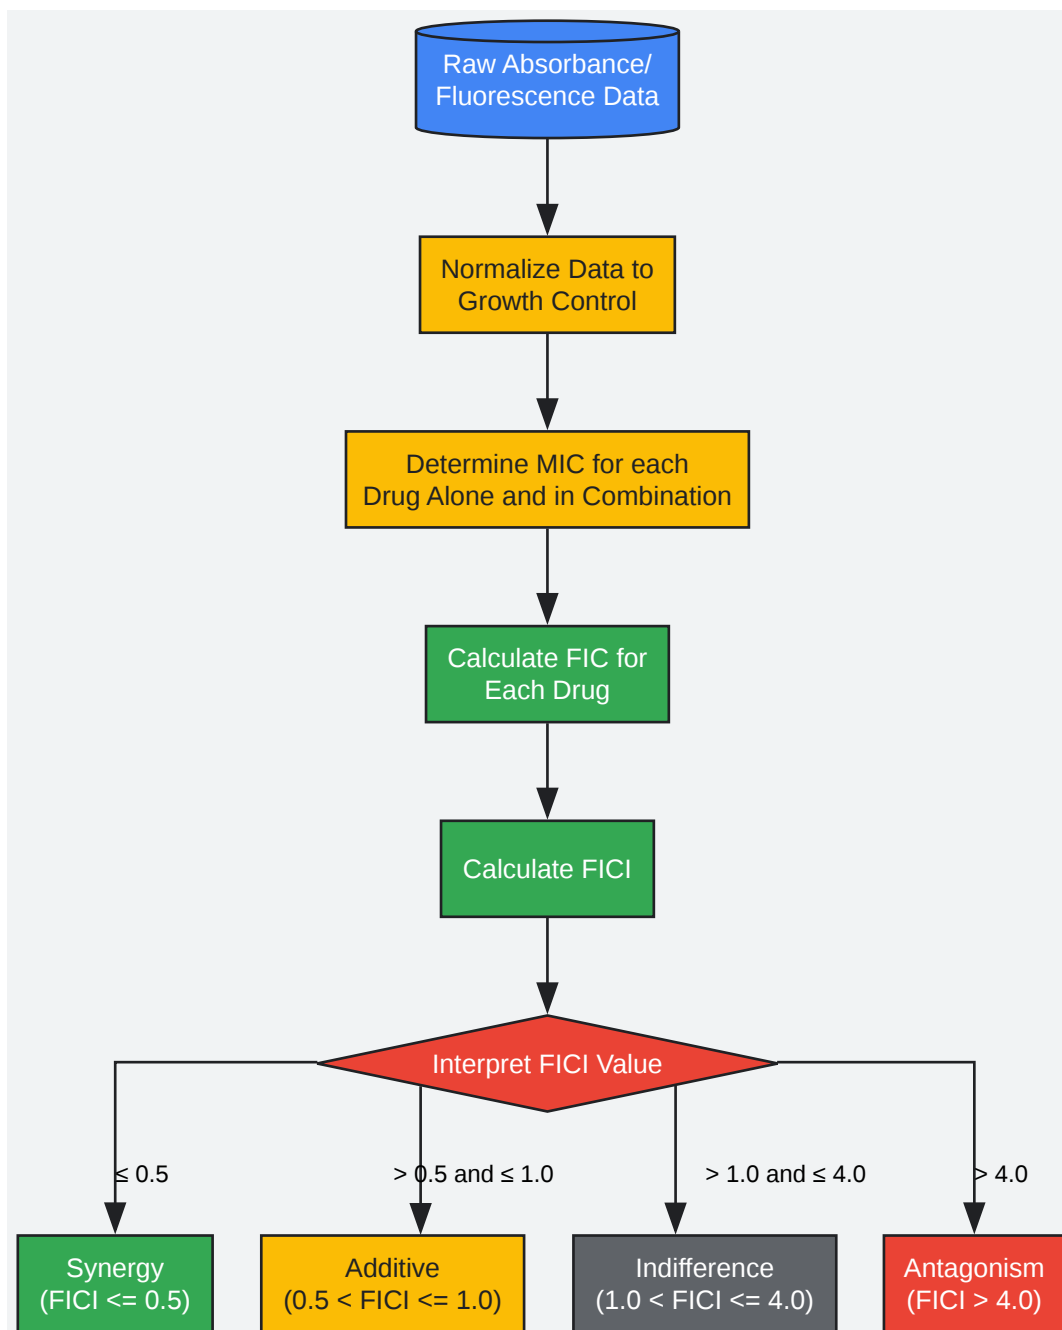 Raw Absorbance/
Fluorescence Data
Normalize Data to
Growth Control
Determine MIC for each
Drug Alone and in Combination
Calculate FIC for
Each Drug
Calculate FICI
Interpret FICI Value
≤ 0.5
> 0.5 and ≤ 1.0
> 1.0 and ≤ 4.0
> 4.0
Synergy
(FICI <= 0.5)
Additive
(0.5 < FICI <= 1.0)
Indifference
(1.0 < FICI <= 4.0)
Antagonism
(FICI > 4.0)